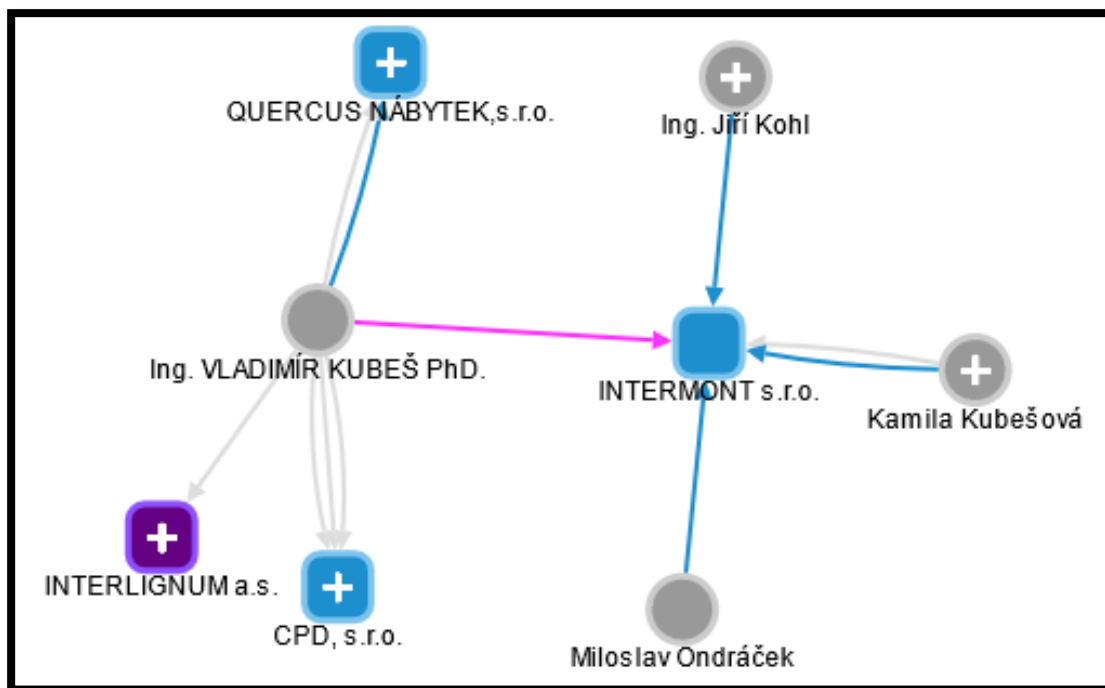 QUERCUS NÁBYTEK,s.r.o.
Ing. Jiří Kohl
Ing. VLADIMÍR KUBEŠ PhD.
INTERMONT s.r.o.
Kamila Kubešová
INTERLIGNUM a.s.
CPD, s.r.o.
Miloslav Ondráček